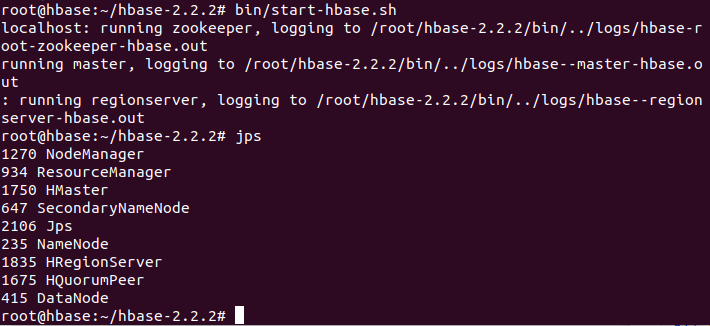 root@hbase:~/hbase-2.2.2# bin/start-hbase.sh
localhost: running zookeeper, logging to /root/hbase-2.2.2/bin/../logs/hbase-r
oot-zookeeper-hbase.out
running master, logging to /root/hbase-2.2.2/bin/../logs/hbase--master-hbase.o
ut
: running regionserver, logging to /root/hbase-2.2.2/bin/../logs/hbase--region
server-hbase.out
root@hbase:~/hbase-2.2.2# jps
1270 NodeManager
934 ResourceManager
1750 HMaster
647 SecondaryNameNode
2106 Jps
235 NameNode
1835 HRegionServer
1675 HQuorumPeer
415 DataNode
root@hbase:~/hbase-2.2.2#